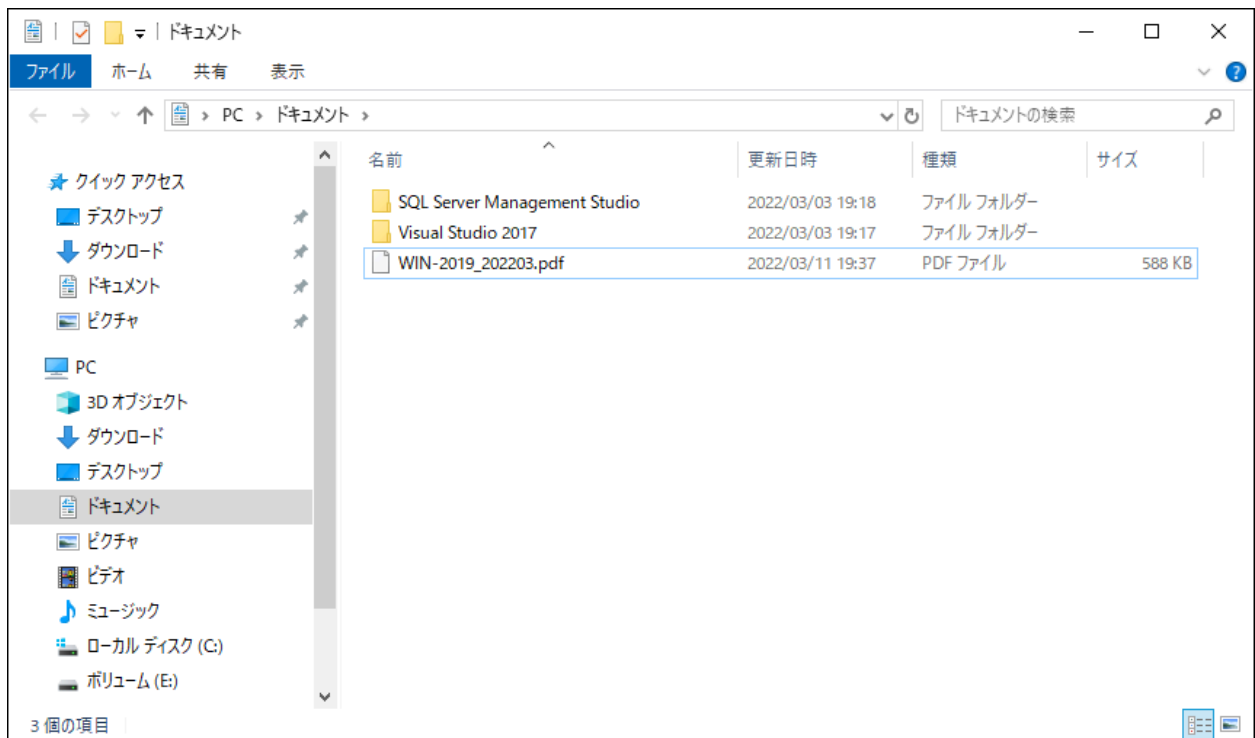 ドキュメント
ファイル ホーム 共有 表示
PC › ドキュメント ›
ドキュメントの検索
クイック アクセス
デスクトップ
ダウンロード
ドキュメント
ピクチャ
PC
3D オブジェクト
ダウンロード
デスクトップ
ドキュメント
ピクチャ
ビデオ
ミュージック
ローカル ディスク (C:)
ボリューム (E:)
名前 更新日時 種類 サイズ
SQL Server Management Studio 2022/03/03 19:18 ファイル フォルダー
Visual Studio 2017 2022/03/03 19:17 ファイル フォルダー
WIN-2019_202203.pdf 2022/03/11 19:37 PDF ファイル 588 KB
3 個の項目